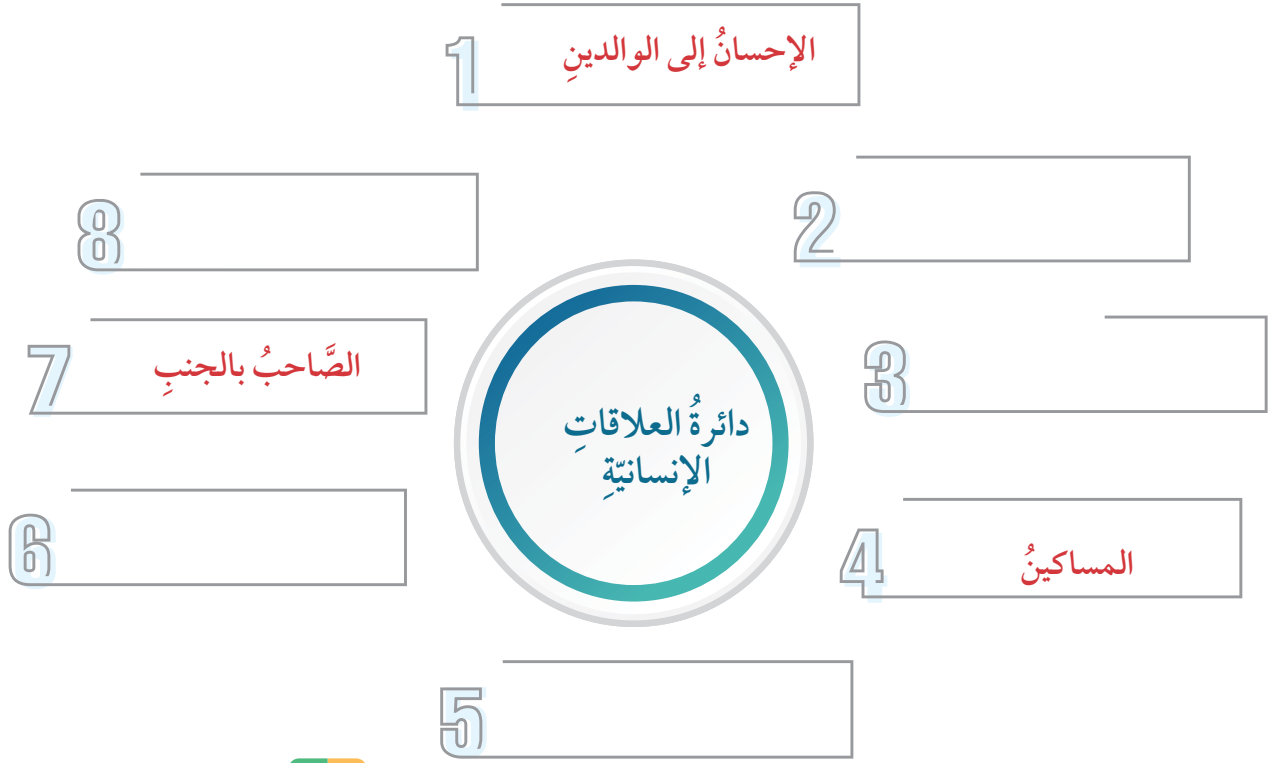 1
الإحسانُ إلى الوالدينِ
2
3
4
المساكينُ
5
6
7
الصَّاحبُ بالجنبِ
8
دائرةُ العلاقاتِ
الإنسانيّةِ